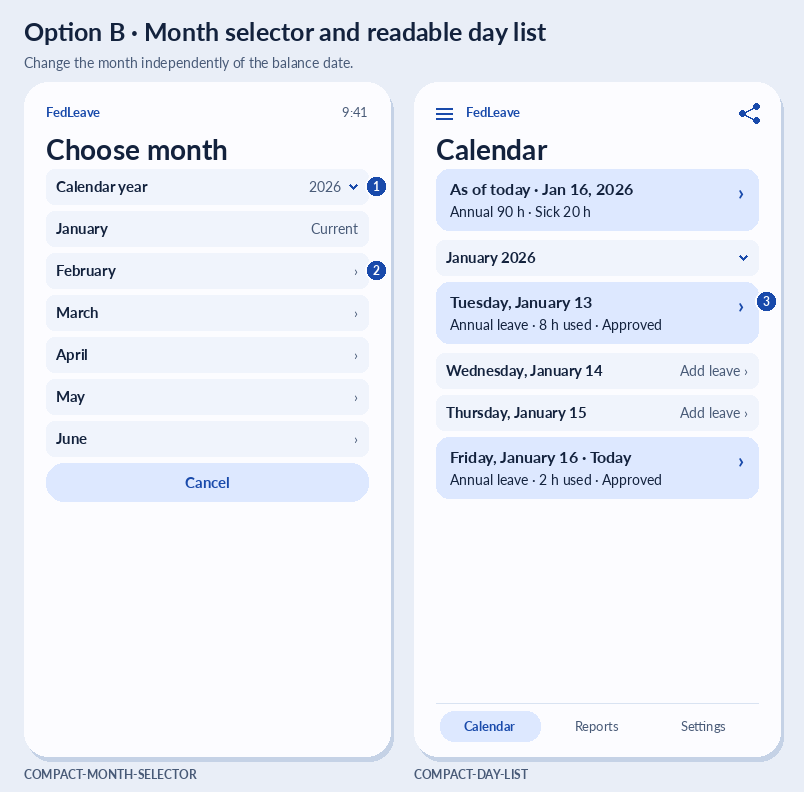 Option B · Month selector and readable day list
Change the month independently of the balance date.
FedLeave 9:41
Choose month
Calendar year 2026 1
January Current
February › 2
March ›
April ›
May ›
June ›
Cancel
COMPACT-MONTH-SELECTOR
FedLeave
Calendar
As of today · Jan 16, 2026 ›
Annual 90 h · Sick 20 h
January 2026
Tuesday, January 13 › 3
Annual leave · 8 h used · Approved
Wednesday, January 14 Add leave ›
Thursday, January 15 Add leave ›
Friday, January 16 · Today ›
Annual leave · 2 h used · Approved
Calendar Reports Settings
COMPACT-DAY-LIST